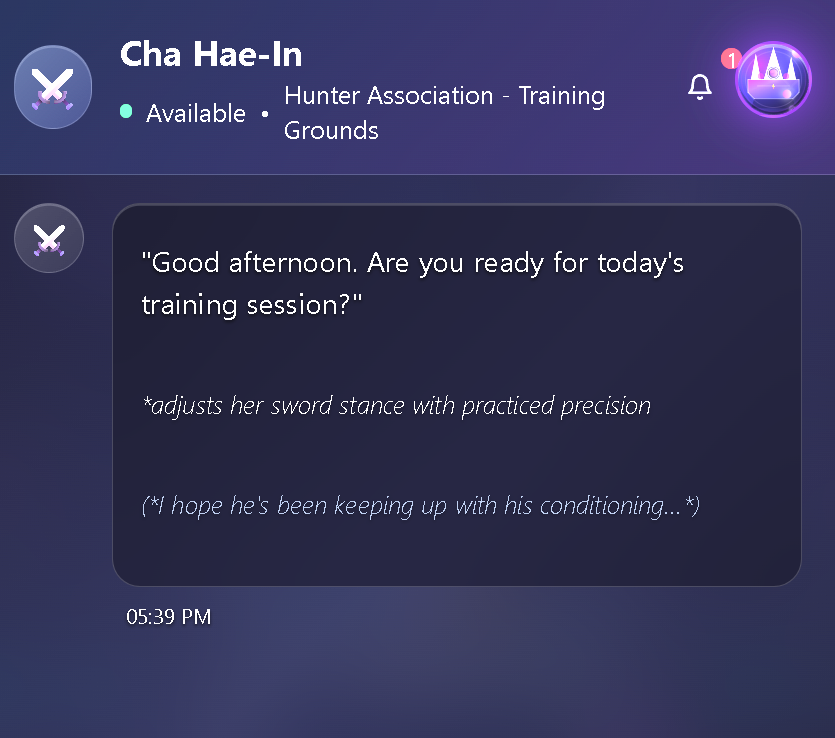 Cha Hae-In
Available • Hunter Association - Training
Grounds
1
"Good afternoon. Are you ready for today's
training session?"
*adjusts her sword stance with practiced precision
(*I hope he's been keeping up with his conditioning...*)
05:39 PM